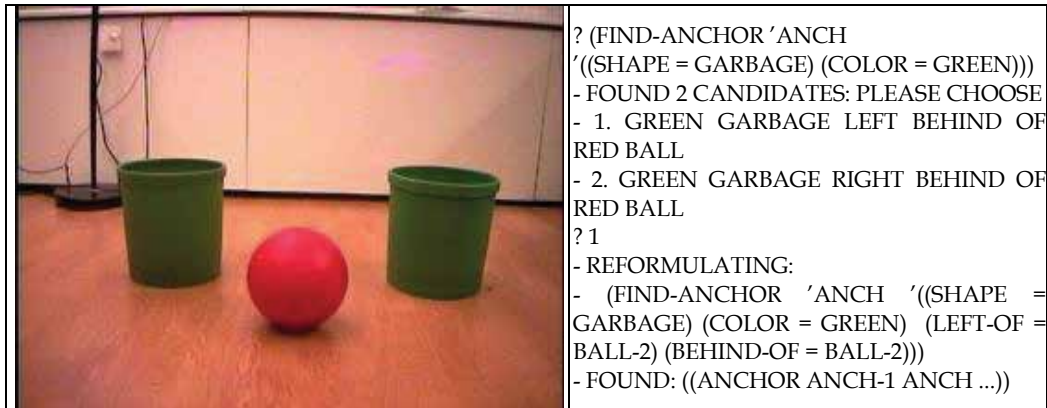 ? (FIND-ANCHOR ’ANCH
’((SHAPE = GARBAGE) (COLOR = GREEN)))
- FOUND 2 CANDIDATES: PLEASE CHOOSE
- 1. GREEN GARBAGE LEFT BEHIND OF
RED BALL
- 2. GREEN GARBAGE RIGHT BEHIND OF
RED BALL
? 1
- REFORMULATING:
- (FIND-ANCHOR ’ANCH ’((SHAPE =
GARBAGE) (COLOR = GREEN) (LEFT-OF =
BALL-2) (BEHIND-OF = BALL-2)))
- FOUND: ((ANCHOR ANCH-1 ANCH ...))